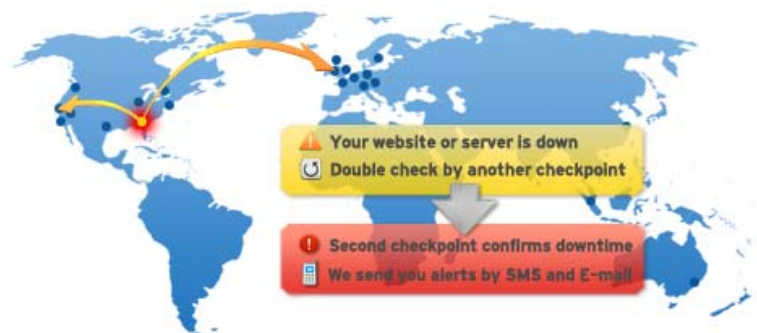 Your website or server is down
Double check by another checkpoint
Second checkpoint confirms downtime
We send you alerts by SMS and E-mail